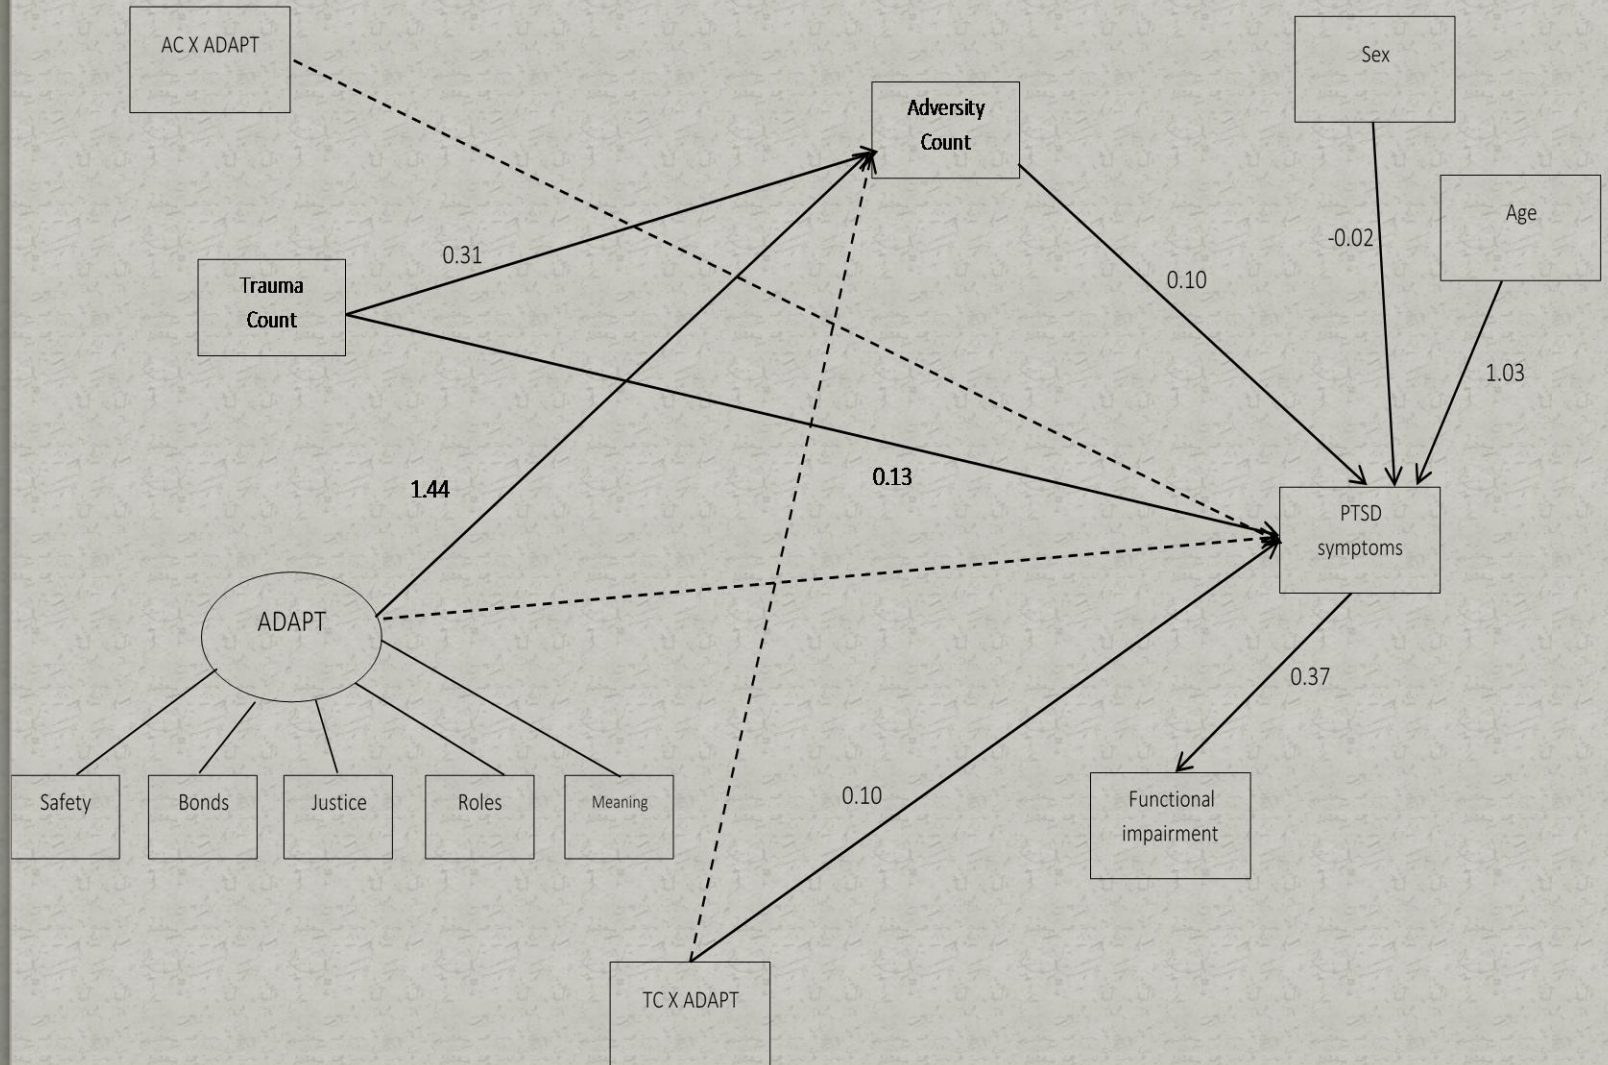 AC X ADAPT
Sex
Adversity
Count
Age
-0.02
0.31
0.10
Trauma
Count
1.03
1.44
0.13
PTSD
symptoms
ADAPT
0.37
Safety
Bonds
Justice
Roles
Meaning
0.10
Functional
impairment
TC X ADAPT